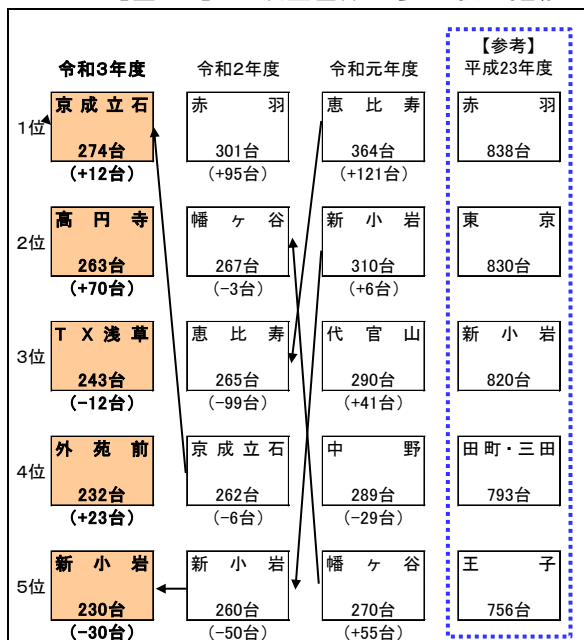 【参考】
令和3年度 令和2年度 令和元年度 平成23年度
1位 京成立石 赤羽 恵比寿 赤羽
274台 301台 364台 838台
(+12台) (+95台) (+121台)
2位 高円寺 幡ヶ谷 新小岩 東京
263台 267台 310台 830台
(+70台) (-3台) (+6台)
3位 TX浅草 恵比寿 代官山 新小岩
243台 265台 290台 820台
(-12台) (-99台) (+41台)
4位 外苑前 京成立石 中野 田町・三田
232台 262台 289台 793台
(+23台) (-6台) (-29台)
5位 新小岩 新小岩 幡ヶ谷 王子
230台 260台 270台 756台
(-30台) (-50台) (+55台)